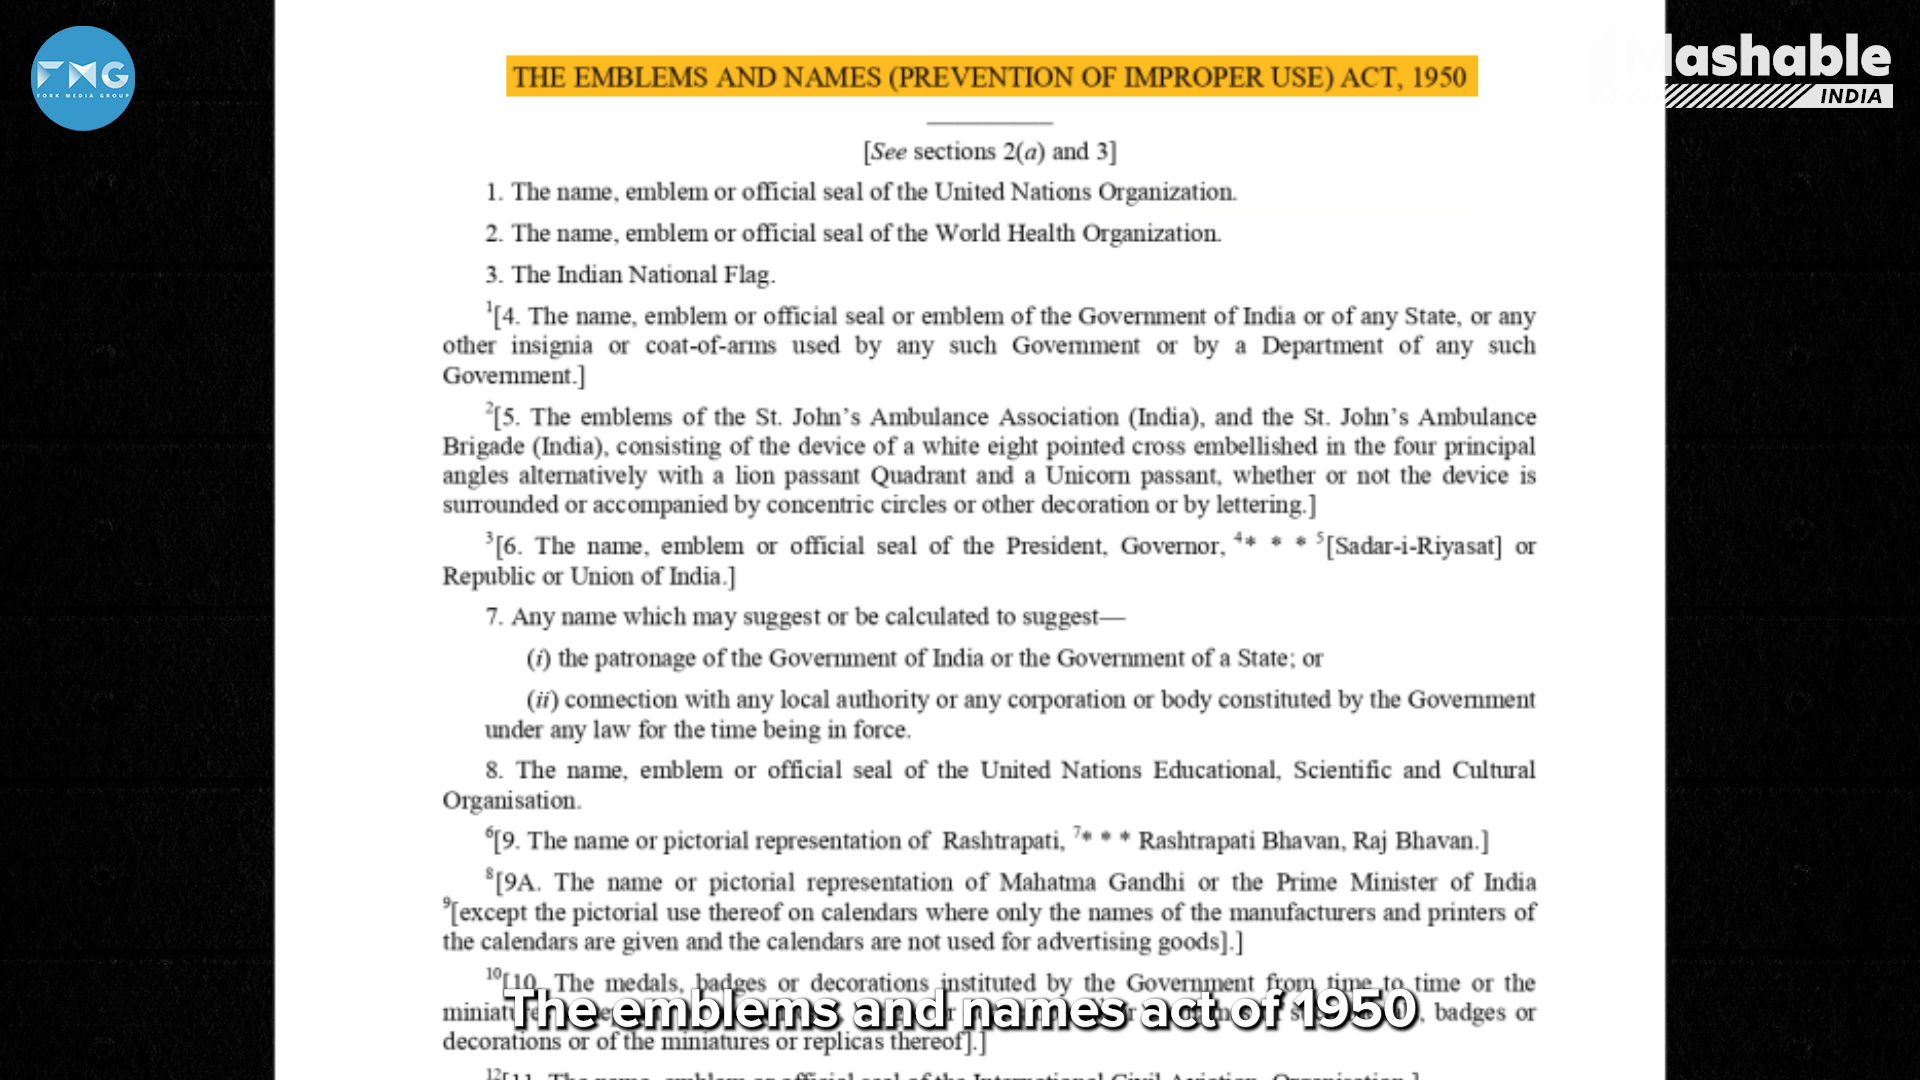 FMG
FORK MEDIA GROUP
Mashable
INDIA
THE EMBLEMS AND NAMES (PREVENTION OF IMPROPER USE) ACT, 1950
[See sections 2(a) and 3]
1. The name, emblem or official seal of the United Nations Organization.
2. The name, emblem or official seal of the World Health Organization.
3. The Indian National Flag.
1[4. The name, emblem or official seal or emblem of the Government of India or of any State, or any
other insignia or coat-of-arms used by any such Government or by a Department of any such
Government.]
2[5. The emblems of the St. John’s Ambulance Association (India), and the St. John’s Ambulance
Brigade (India), consisting of the device of a white eight pointed cross embellished in the four principal
angles alternatively with a lion passant Quadrant and a Unicorn passant, whether or not the device is
surrounded or accompanied by concentric circles or other decoration or by lettering.]
3[6. The name, emblem or official seal of the President, Governor, 4* * * 5[Sadar-i-Riyasat] or
Republic or Union of India.]
7. Any name which may suggest or be calculated to suggest—
(i) the patronage of the Government of India or the Government of a State; or
(ii) connection with any local authority or any corporation or body constituted by the Government
under any law for the time being in force.
8. The name, emblem or official seal of the United Nations Educational, Scientific and Cultural
Organisation.
6[9. The name or pictorial representation of Rashtrapati, 7* * * Rashtrapati Bhavan, Raj Bhavan.]
8[9A. The name or pictorial representation of Mahatma Gandhi or the Prime Minister of India
9[except the pictorial use thereof on calendars where only the names of the manufacturers and printers of
the calendars are given and the calendars are not used for advertising goods].]
10[10. The medals, badges or decorations instituted by the Government from time to time or the
badges or
The emblems and names act of 1950
decorations or of the miniatures or replicas thereof].]
12[11. The name, emblem or official seal of the International Civil Aviation Organisation.]